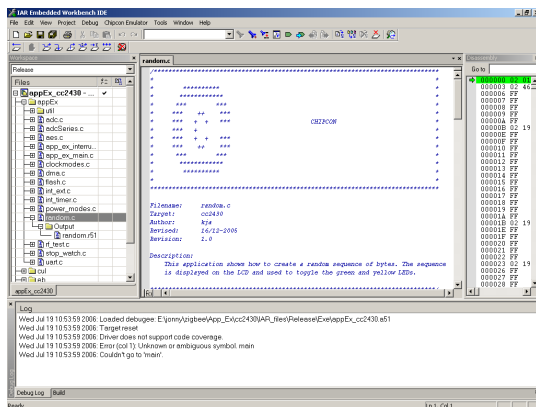 IAR Embedded Workbench IDE
File Edit View Project Debug Chipcon Emulator Tools Window Help
Workspace
Release
Files
appEx_cc2430 - ...
appEx
util
adc.c
adcSeries.c
aes.c
app_ex_interru...
app_ex_main.c
clockmodes.c
dma.c
flash.c
int_ext.c
int_timer.c
power_modes.c
random.c
Output
random.r51
rf_test.c
stop_watch.c
uart.c
cul
appEx_cc2430
random.c
CHIPCON
Filename: random.c
Target: cc2430
Author: kja
Revised: 16/12-2005
Revision: 1.0
Description:
This application shows how to create a random sequence of bytes. The sequence
is displayed on the LCD and used to toggle the green and yellow LEDs.
Disassembly
Go to
000000 02 01
000003 02 46
000006 FF
000007 FF
000008 FF
000009 FF
00000A FF
00000B 02 19
00000E FF
00000F FF
000010 FF
000011 FF
000012 FF
000013 FF
000014 FF
000015 FF
000016 FF
000017 FF
000018 FF
000019 FF
00001A FF
00001B 02 19
00001E FF
00001F FF
000020 FF
000021 FF
000022 FF
000023 02 19
000026 FF
000027 FF
000028 FF
Log
Wed Jul 19 10:53:59 2006: Loaded debugee: E:\jonny\zigbee\App_Ex\cc2430\IAR_files\Release\Exe\appEx_cc2430.a51
Wed Jul 19 10:53:59 2006: Target reset
Wed Jul 19 10:53:59 2006: Driver does not support code coverage.
Wed Jul 19 10:53:59 2006: Error (col 1): Unknown or ambiguous symbol. main
Wed Jul 19 10:53:59 2006: Couldn't go to 'main'.
Debug Log Build
Ready
Ln 1, Col 1